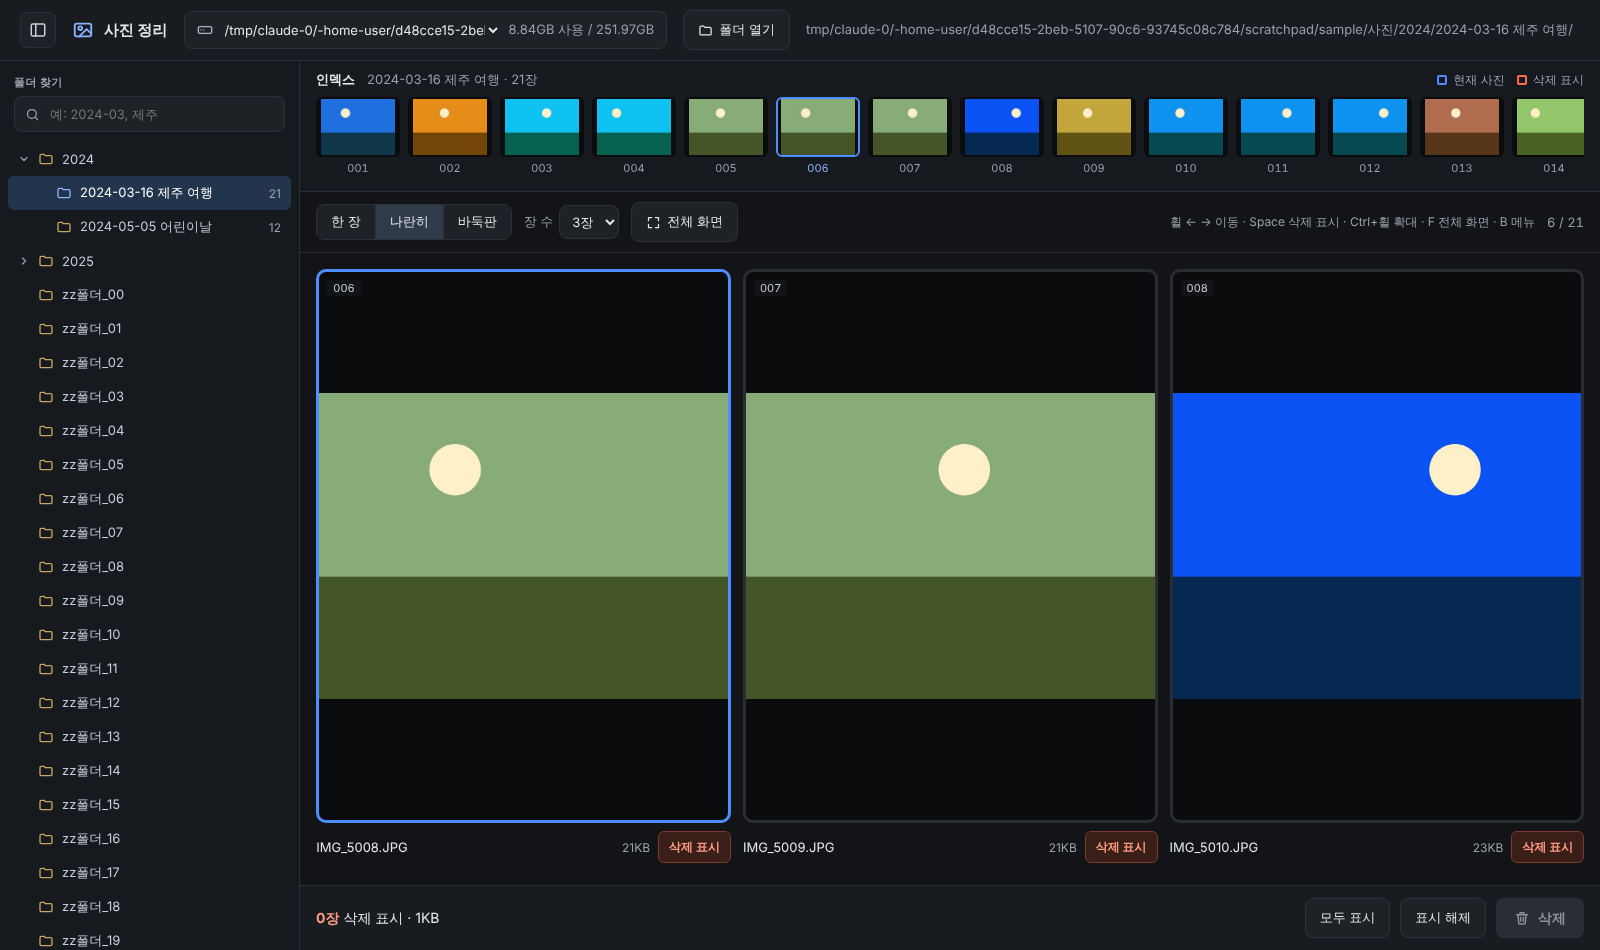 사진 정리
/tmp/claude-0/-home-user/d48cce15-2be
8.84GB 사용 / 251.97GB
폴더 열기
tmp/claude-0/-home-user/d48cce15-2beb-5107-90c6-93745c08c784/scratchpad/sample/사진/2024/2024-03-16 제주 여행/
폴더 찾기
예: 2024-03, 제주
2024
2024-03-16 제주 여행 21
2024-05-05 어린이날 12
2025
zz폴더_00
zz폴더_01
zz폴더_02
zz폴더_03
zz폴더_04
zz폴더_05
zz폴더_06
zz폴더_07
zz폴더_08
zz폴더_09
zz폴더_10
zz폴더_11
zz폴더_12
zz폴더_13
zz폴더_14
zz폴더_15
zz폴더_16
zz폴더_17
zz폴더_18
zz폴더_19
인덱스 2024-03-16 제주 여행 · 21장
현재 사진 삭제 표시
001 002 003 004 005 006 007 008 009 010 011 012 013 014
한 장 나란히 바둑판 장 수 3장 전체 화면
휠 ← → 이동 · Space 삭제 표시 · Ctrl+휠 확대 · F 전체 화면 · B 메뉴 6 / 21
006
007
008
IMG_5008.JPG 21KB 삭제 표시
IMG_5009.JPG 21KB 삭제 표시
IMG_5010.JPG 23KB 삭제 표시
0장 삭제 표시 · 1KB
모두 표시 표시 해제 삭제